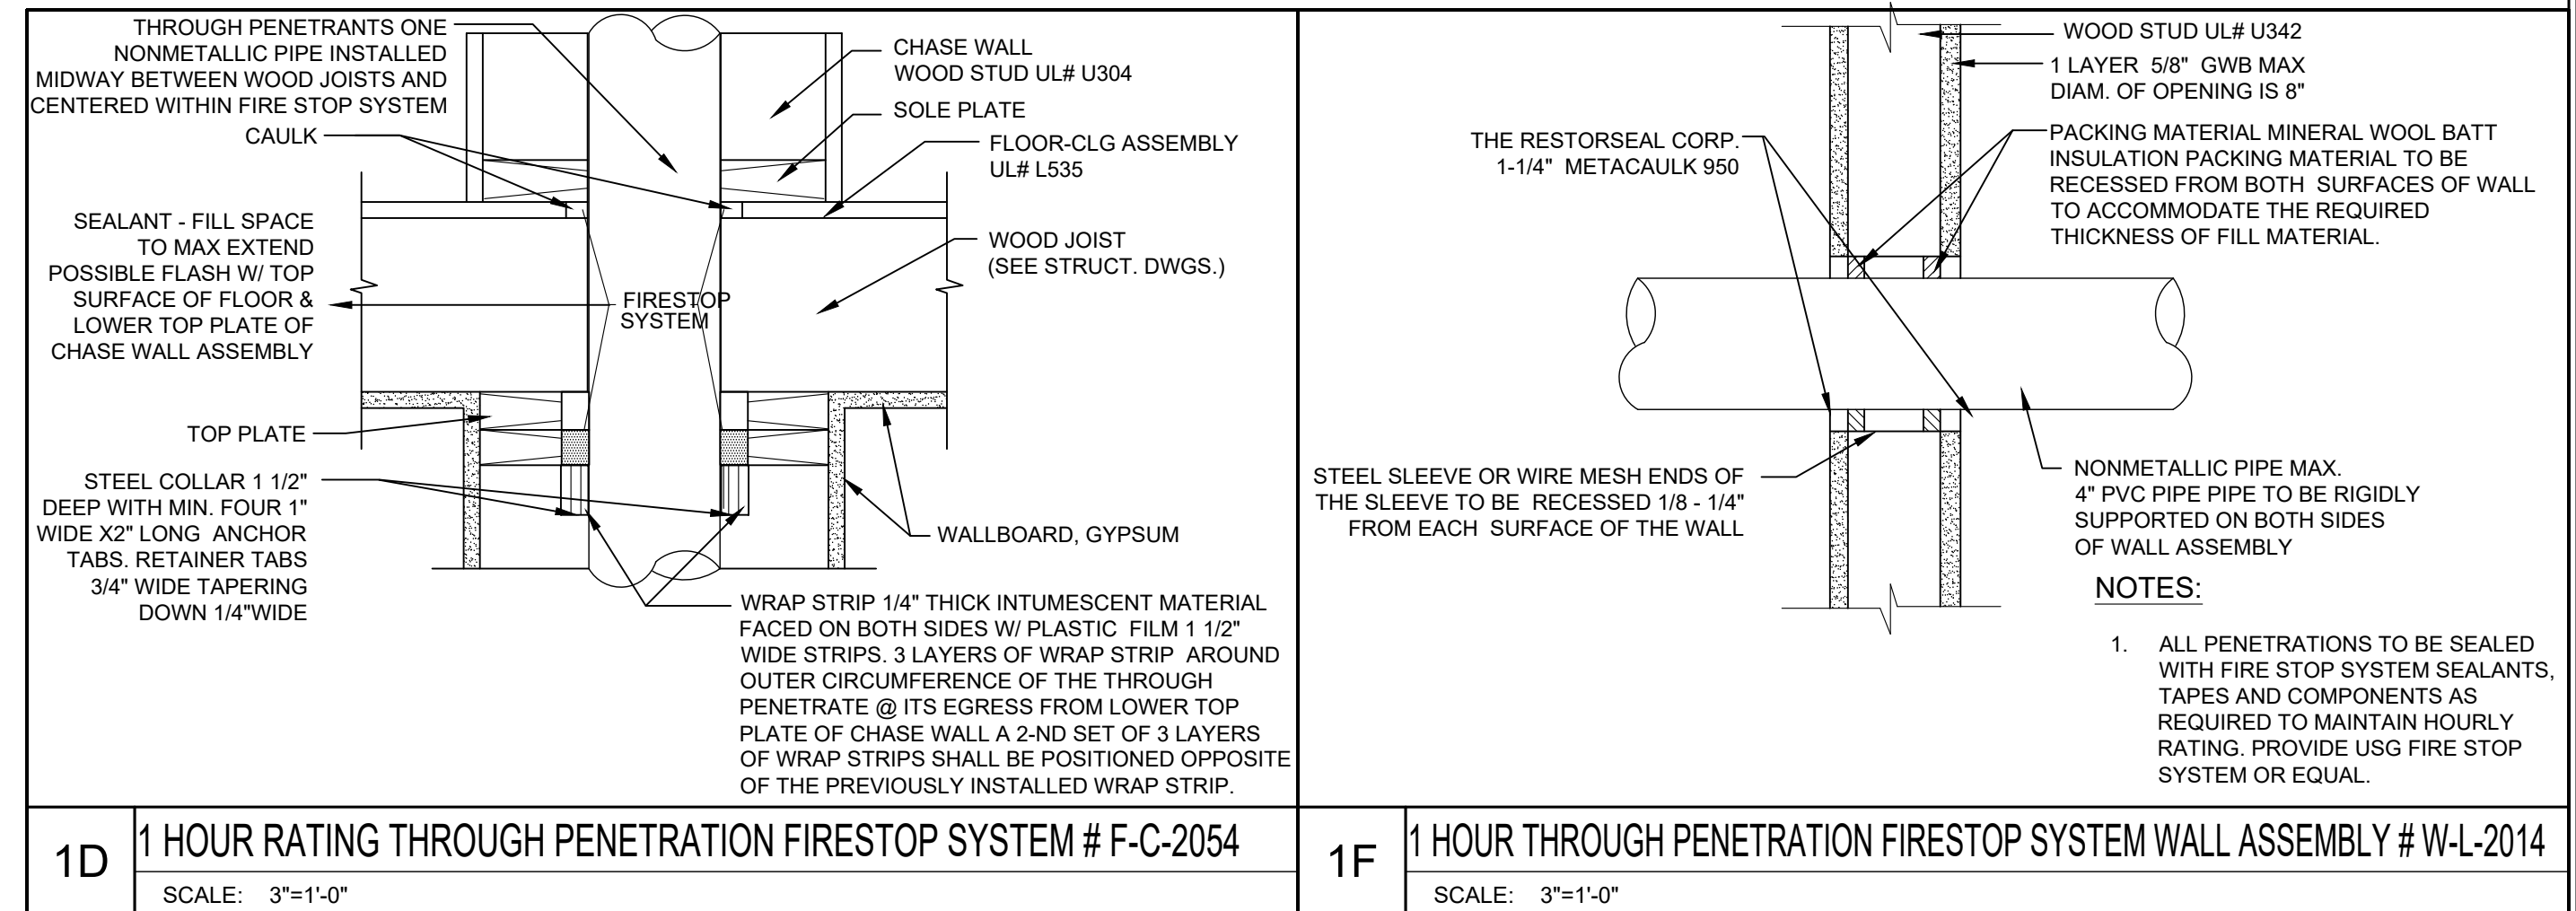 THROUGH PENETRANTS ONE
NONMETALLIC PIPE INSTALLED
MIDWAY BETWEEN WOOD JOISTS AND
CENTERED WITHIN FIRE STOP SYSTEM
CAULK
SEALANT - FILL SPACE
TO MAX EXTEND
POSSIBLE FLASH W/ TOP
SURFACE OF FLOOR &
LOWER TOP PLATE OF
CHASE WALL ASSEMBLY
TOP PLATE
STEEL COLLAR 1 1/2"
DEEP WITH MIN. FOUR 1"
WIDE X2" LONG ANCHOR
TABS. RETAINER TABS
3/4" WIDE TAPERING
DOWN 1/4"WIDE
FIRESTOP
SYSTEM
CHASE WALL
WOOD STUD UL# U304
SOLE PLATE
FLOOR-CLG ASSEMBLY
UL# L535
WOOD JOIST
(SEE STRUCT. DWGS.)
WALLBOARD, GYPSUM
WRAP STRIP 1/4" THICK INTUMESCENT MATERIAL
FACED ON BOTH SIDES W/ PLASTIC FILM 1 1/2"
WIDE STRIPS. 3 LAYERS OF WRAP STRIP AROUND
OUTER CIRCUMFERENCE OF THE THROUGH
PENETRATE @ ITS EGRESS FROM LOWER TOP
PLATE OF CHASE WALL A 2-ND SET OF 3 LAYERS
OF WRAP STRIPS SHALL BE POSITIONED OPPOSITE
OF THE PREVIOUSLY INSTALLED WRAP STRIP.
1D
1 HOUR RATING THROUGH PENETRATION FIRESTOP SYSTEM # F-C-2054
SCALE: 3"=1'-0"
THE RESTORSEAL CORP.
1-1/4" METACAULK 950
STEEL SLEEVE OR WIRE MESH ENDS OF
THE SLEEVE TO BE RECESSED 1/8 - 1/4"
FROM EACH SURFACE OF THE WALL
WOOD STUD UL# U342
1 LAYER 5/8" GWB MAX
DIAM. OF OPENING IS 8"
PACKING MATERIAL MINERAL WOOL BATT
INSULATION PACKING MATERIAL TO BE
RECESSED FROM BOTH SURFACES OF WALL
TO ACCOMMODATE THE REQUIRED
THICKNESS OF FILL MATERIAL.
NONMETALLIC PIPE MAX.
4" PVC PIPE PIPE TO BE RIGIDLY
SUPPORTED ON BOTH SIDES
OF WALL ASSEMBLY
NOTES:
1. ALL PENETRATIONS TO BE SEALED
WITH FIRE STOP SYSTEM SEALANTS,
TAPES AND COMPONENTS AS
REQUIRED TO MAINTAIN HOURLY
RATING. PROVIDE USG FIRE STOP
SYSTEM OR EQUAL.
1F
1 HOUR THROUGH PENETRATION FIRESTOP SYSTEM WALL ASSEMBLY # W-L-2014
SCALE: 3"=1'-0"